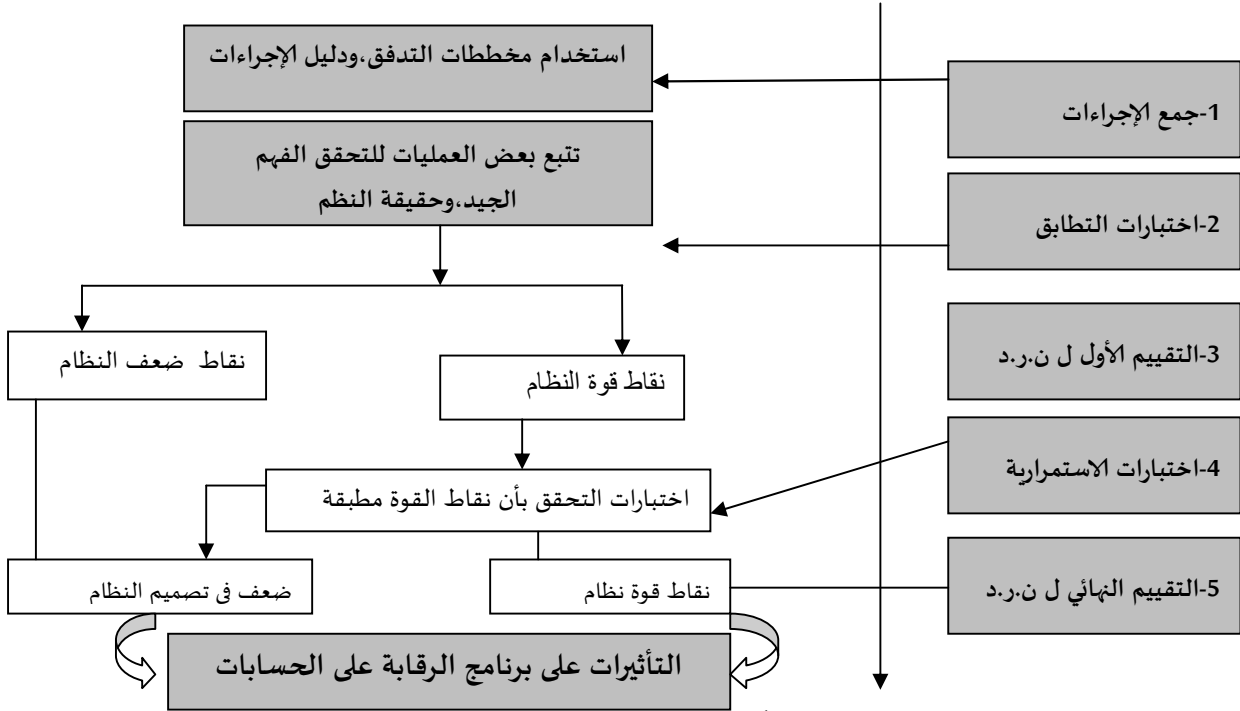 استخدام مخططات التدفق،ودليل الإجراءات
1-جمع الإجراءات
تتبع بعض العمليات للتحقق الفهم
الجيد،وحقيقة النظم
2-اختبارات التطابق
3-التقييم الأول ل ن.ر.د
نقاط ضعف النظام
نقاط قوة النظام
4-اختبارات الاستمرارية
اختبارات التحقق بأن نقاط القوة مطبقة
5-التقييم النهائي ل ن.ر.د
نقاط قوة نظام
ضعف في تصميم النظام
التأثيرات على برنامج الرقابة على الحسابات